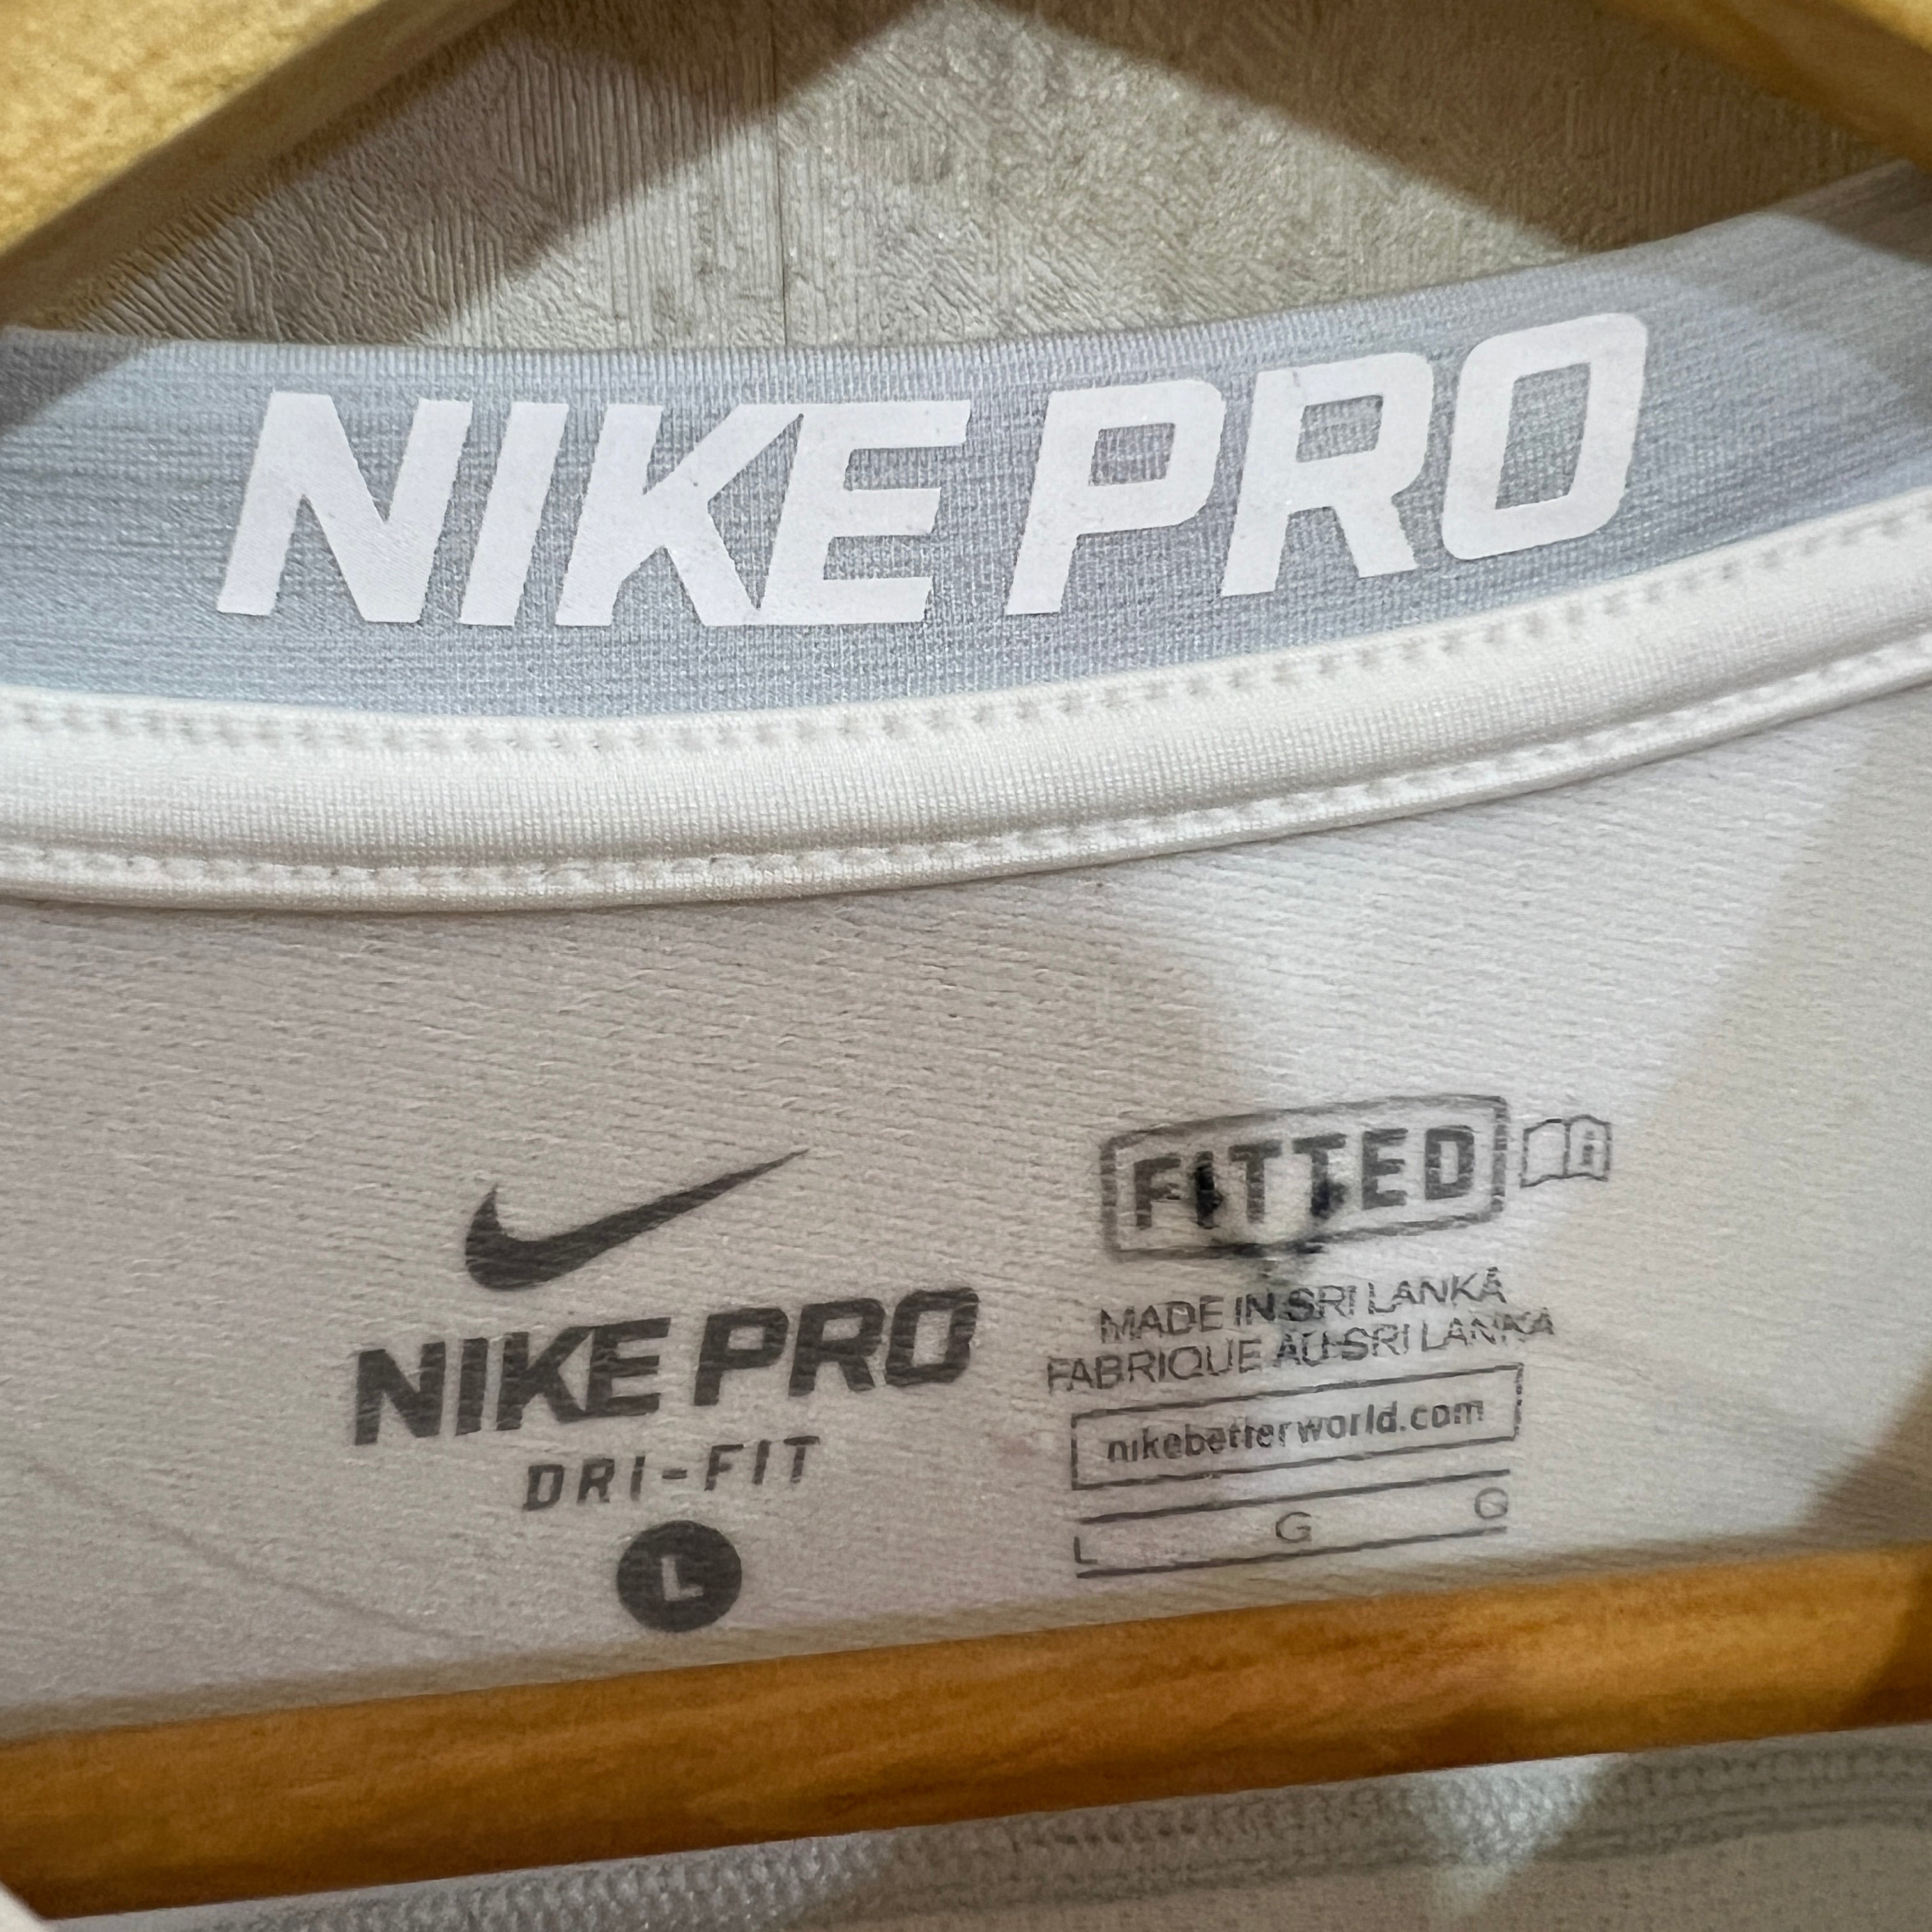 NIKE PRO
NIKE PRO
DRI-FIT
L
FITTED
MADE IN SRI LANKA
FABRIQUE AU SRI LANKA
nikebetterworld.com
L G G